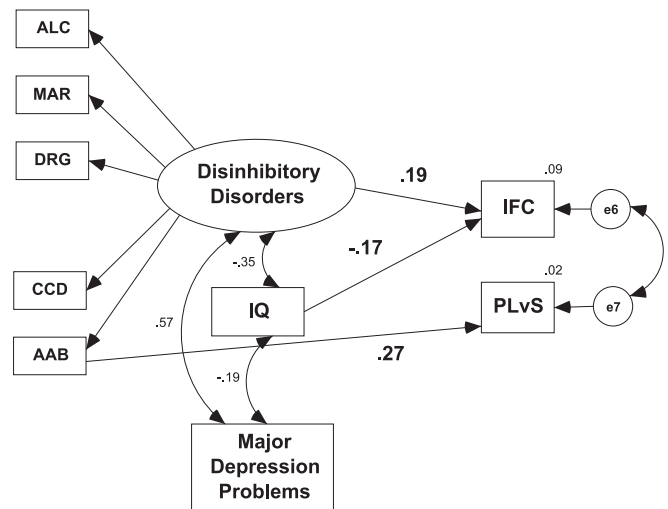 ALC
MAR
DRG
CCD
AAB
Disinhibitory
Disorders
IQ
Major
Depression
Problems
.19
-.17
.27
-.35
.57
-.19
.09
IFC
e6
.02
PLvS
e7